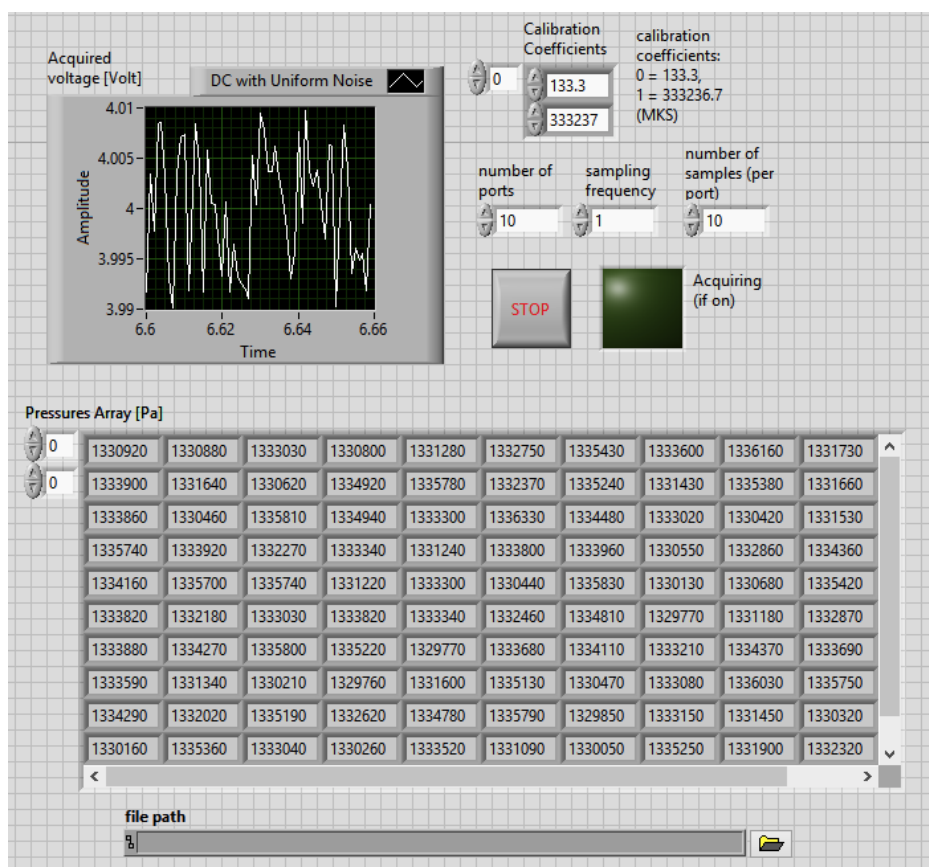 Acquired
voltage [Volt]
DC with Uniform Noise
Amplitude
4.01
4.005
4
3.995
3.99
6.6 6.62 6.64 6.66
Time
Calibration
Coefficients
0
133.3
333237
calibration
coefficients:
0 = 133.3,
1 = 333236.7
(MKS)
number of
ports
10
sampling
frequency
1
number of
samples (per
port)
10
STOP
Acquiring
(if on)
Pressures Array [Pa]
0
0
1330920 1330880 1333030 1330800 1331280 1332750 1335430 1333600 1336160 1331730
1333900 1331640 1330620 1334920 1335780 1332370 1335240 1331430 1335380 1331660
1333860 1330460 1335810 1334940 1333300 1336330 1334480 1333020 1330420 1331530
1335740 1333920 1332270 1333340 1331240 1333800 1333960 1330550 1332860 1334360
1334160 1335700 1335740 1331220 1333300 1330440 1335830 1330130 1330680 1335420
1333820 1332180 1333030 1333820 1333340 1332460 1334810 1329770 1331180 1332870
1333880 1334270 1335800 1335220 1329770 1333680 1334110 1333210 1334370 1333690
1333590 1331340 1330210 1329760 1331600 1335130 1330470 1333080 1336030 1335750
1334290 1332020 1335190 1332620 1334780 1335790 1329850 1333150 1331450 1330320
1330160 1335360 1333040 1330260 1333520 1331090 1330050 1335250 1331900 1332320
file path